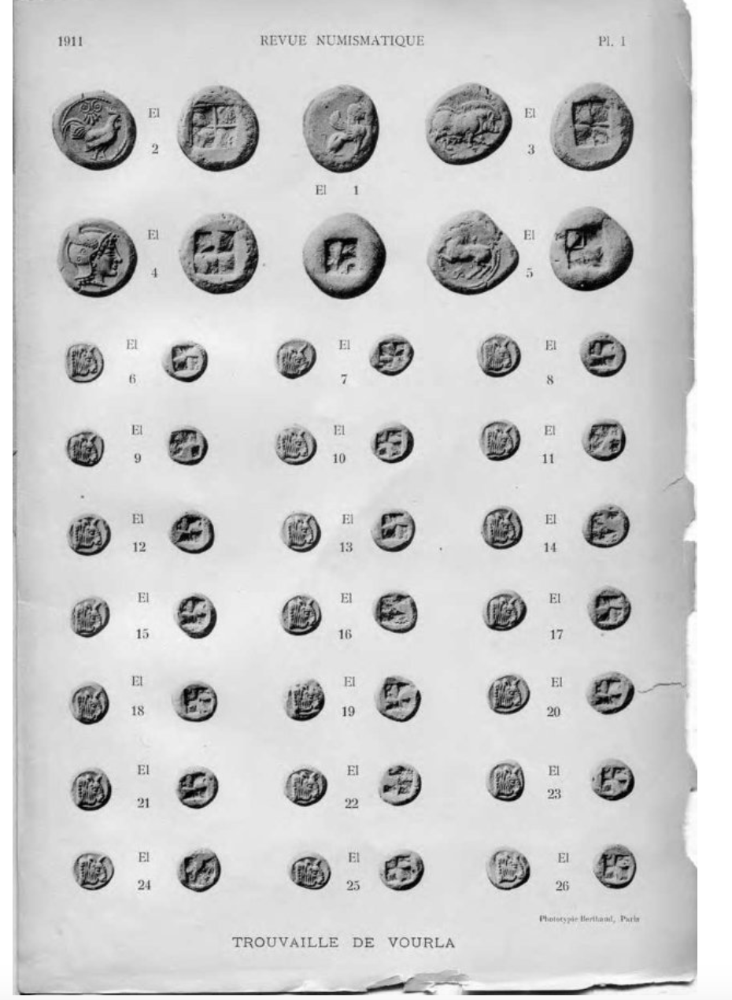 1911 REVUE NUMISMATIQUE Pl. 1
El El
2 3
El 1
El El
4 5
El El El
6 7 8
El El El
9 10 11
El El El
12 13 14
El El El
15 16 17
El El El
18 19 20
El El El
21 22 23
El El El
24 25 26
Phototypie Berthaud, Paris
TROUVAILLE DE VOURLA